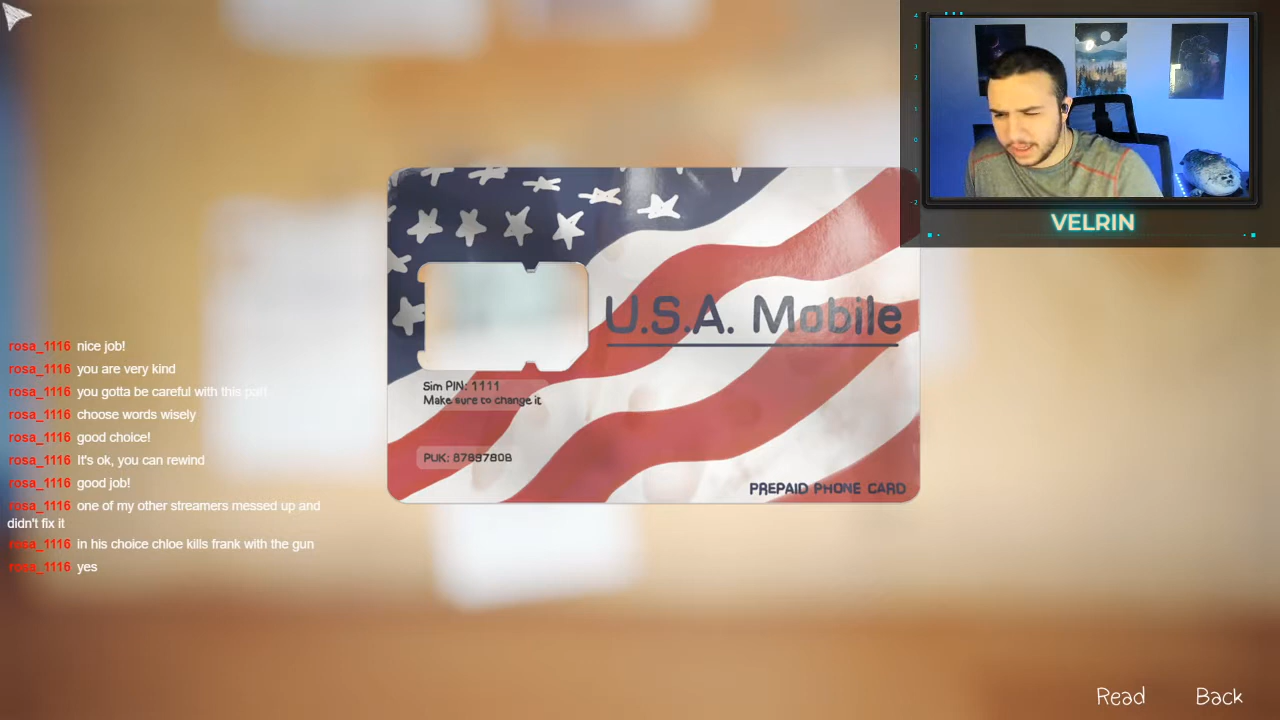 VELRIN
U.S.A. Mobile
Sim PIN: 1111
Make sure to change it
PUK: 87897808
PREPAID PHONE CARD
rosa_1116 nice job!
rosa_1116 you are very kind
rosa_1116 you gotta be careful with this part
rosa_1116 choose words wisely
rosa_1116 good choice!
rosa_1116 It's ok, you can rewind
rosa_1116 good job!
rosa_1116 one of my other streamers messed up and
didn't fix it
rosa_1116 in his choice chloe kills frank with the gun
rosa_1116 yes
Read
Back